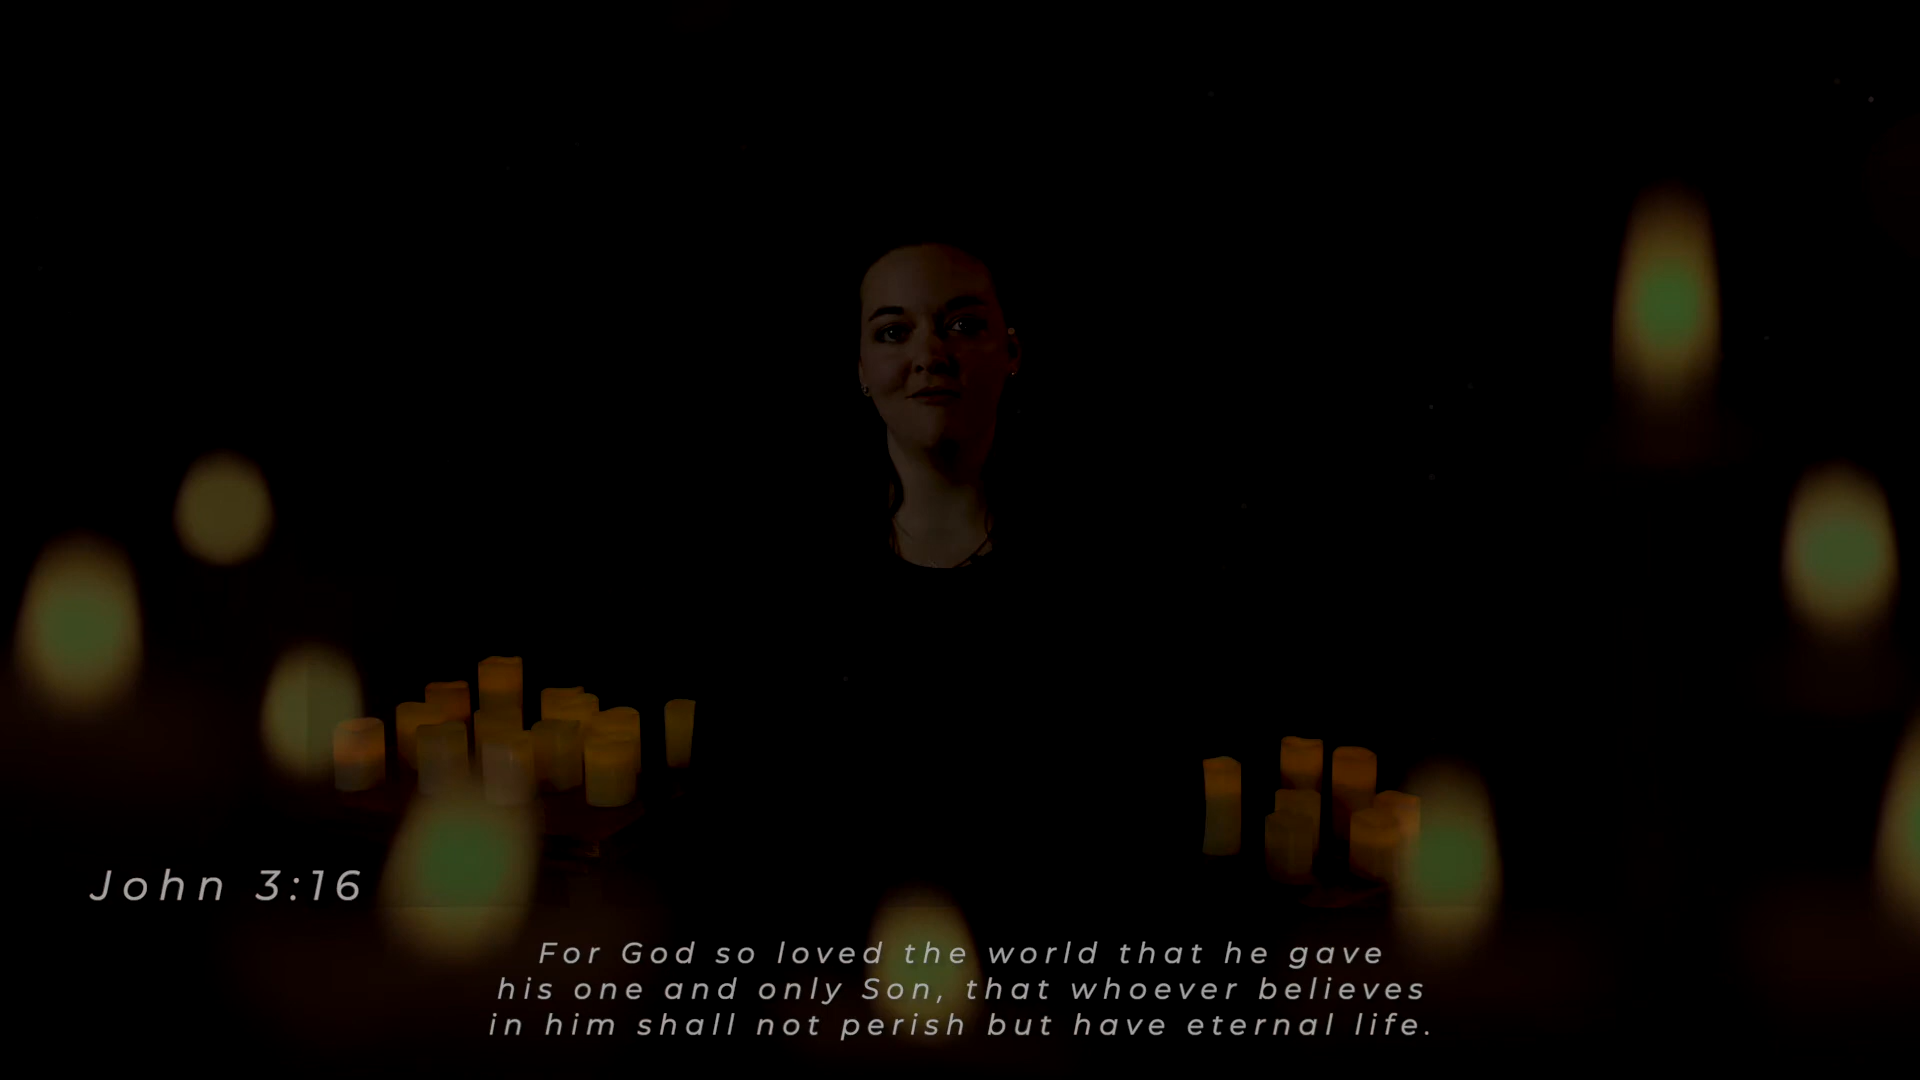 John 3:16
For God so loved the world that he gave
his one and only Son, that whoever believes
in him shall not perish but have eternal life.